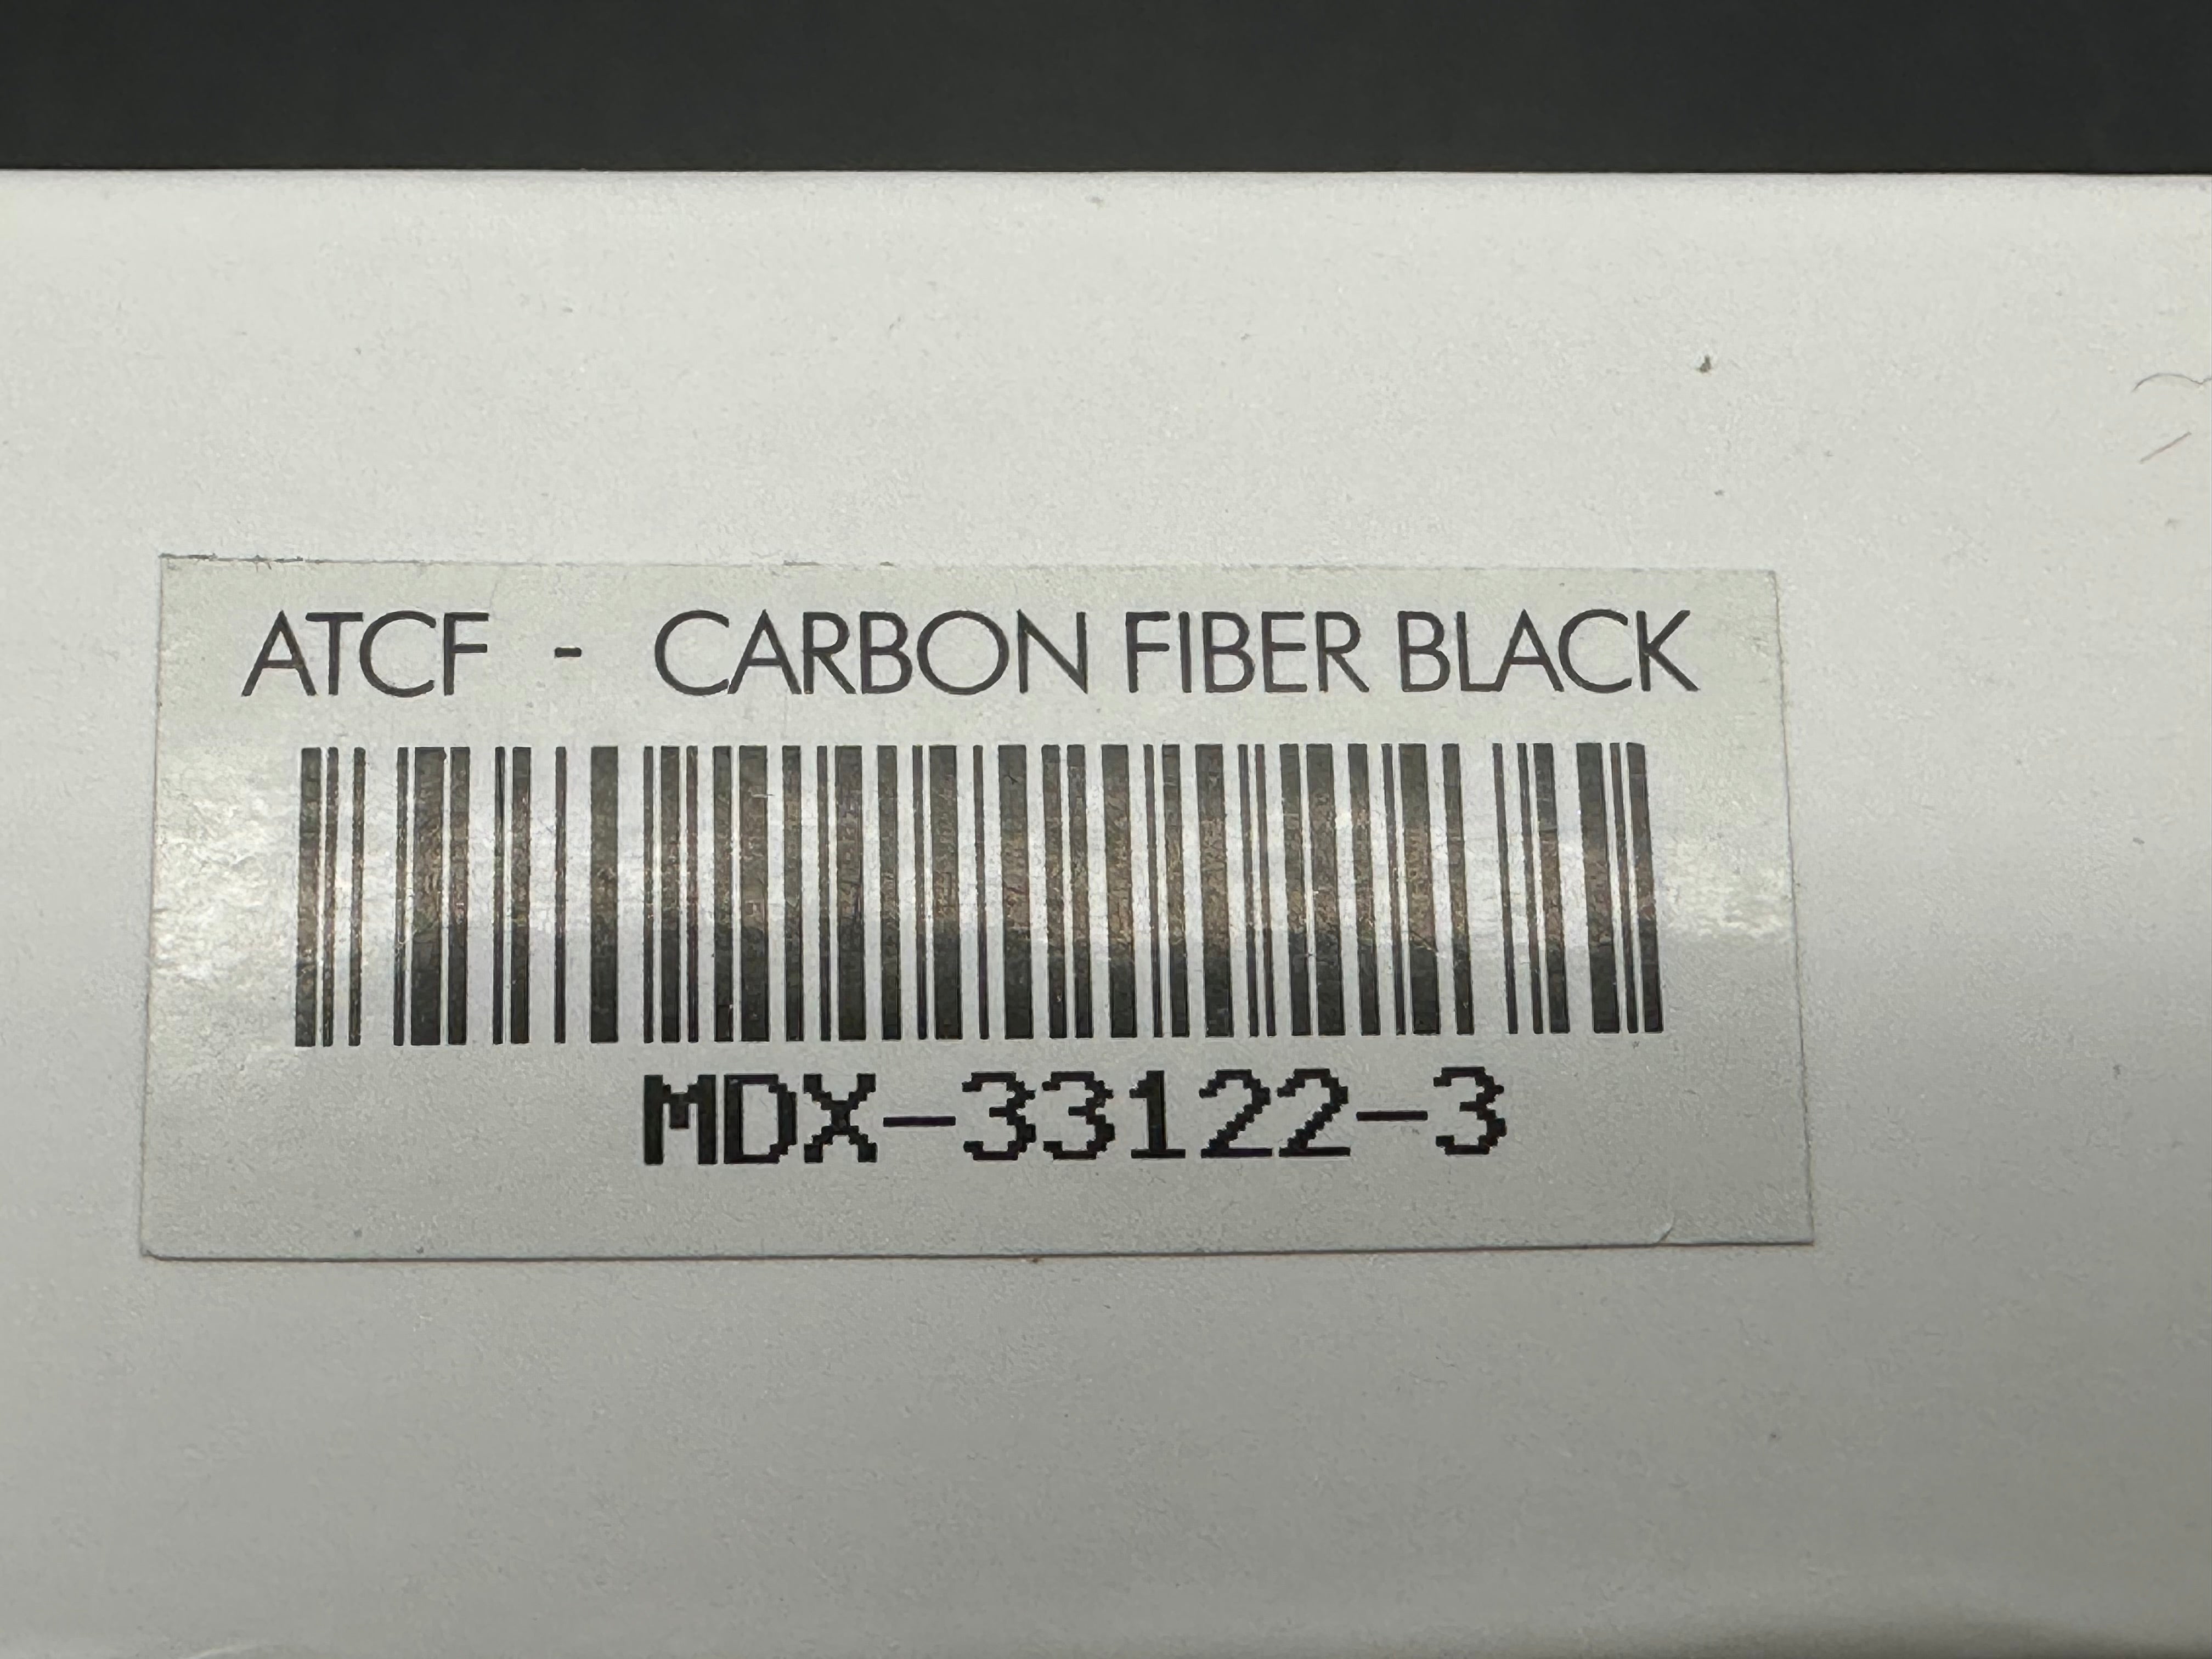 ATCF - CARBON FIBER BLACK
MDX-33122-3